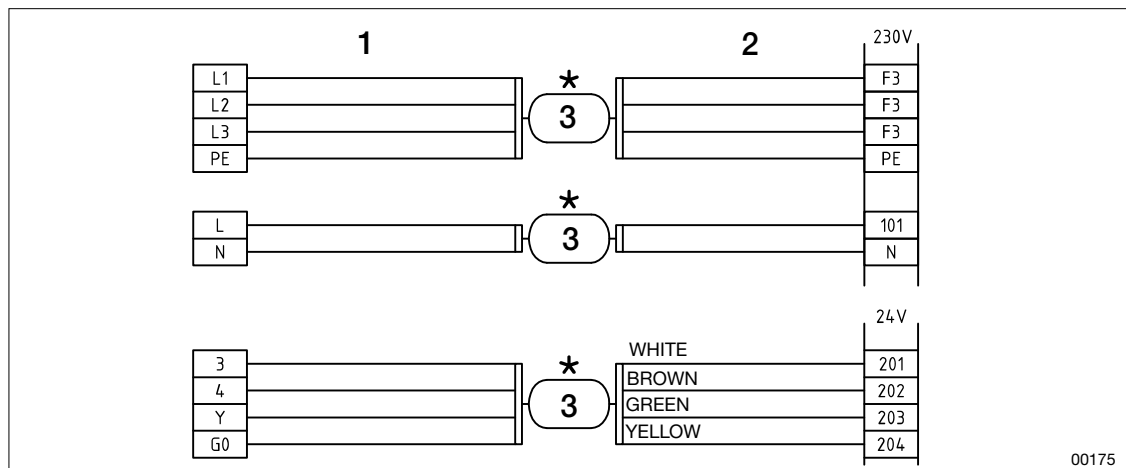 1 2 230V
L1 F3
* 3
L2 F3
L3 F3
PE PE
*
L 101
3
N N
24V
WHITE
3 201
*
BROWN
4 202
3
GREEN
Y 203
YELLOW
G0 204
00175